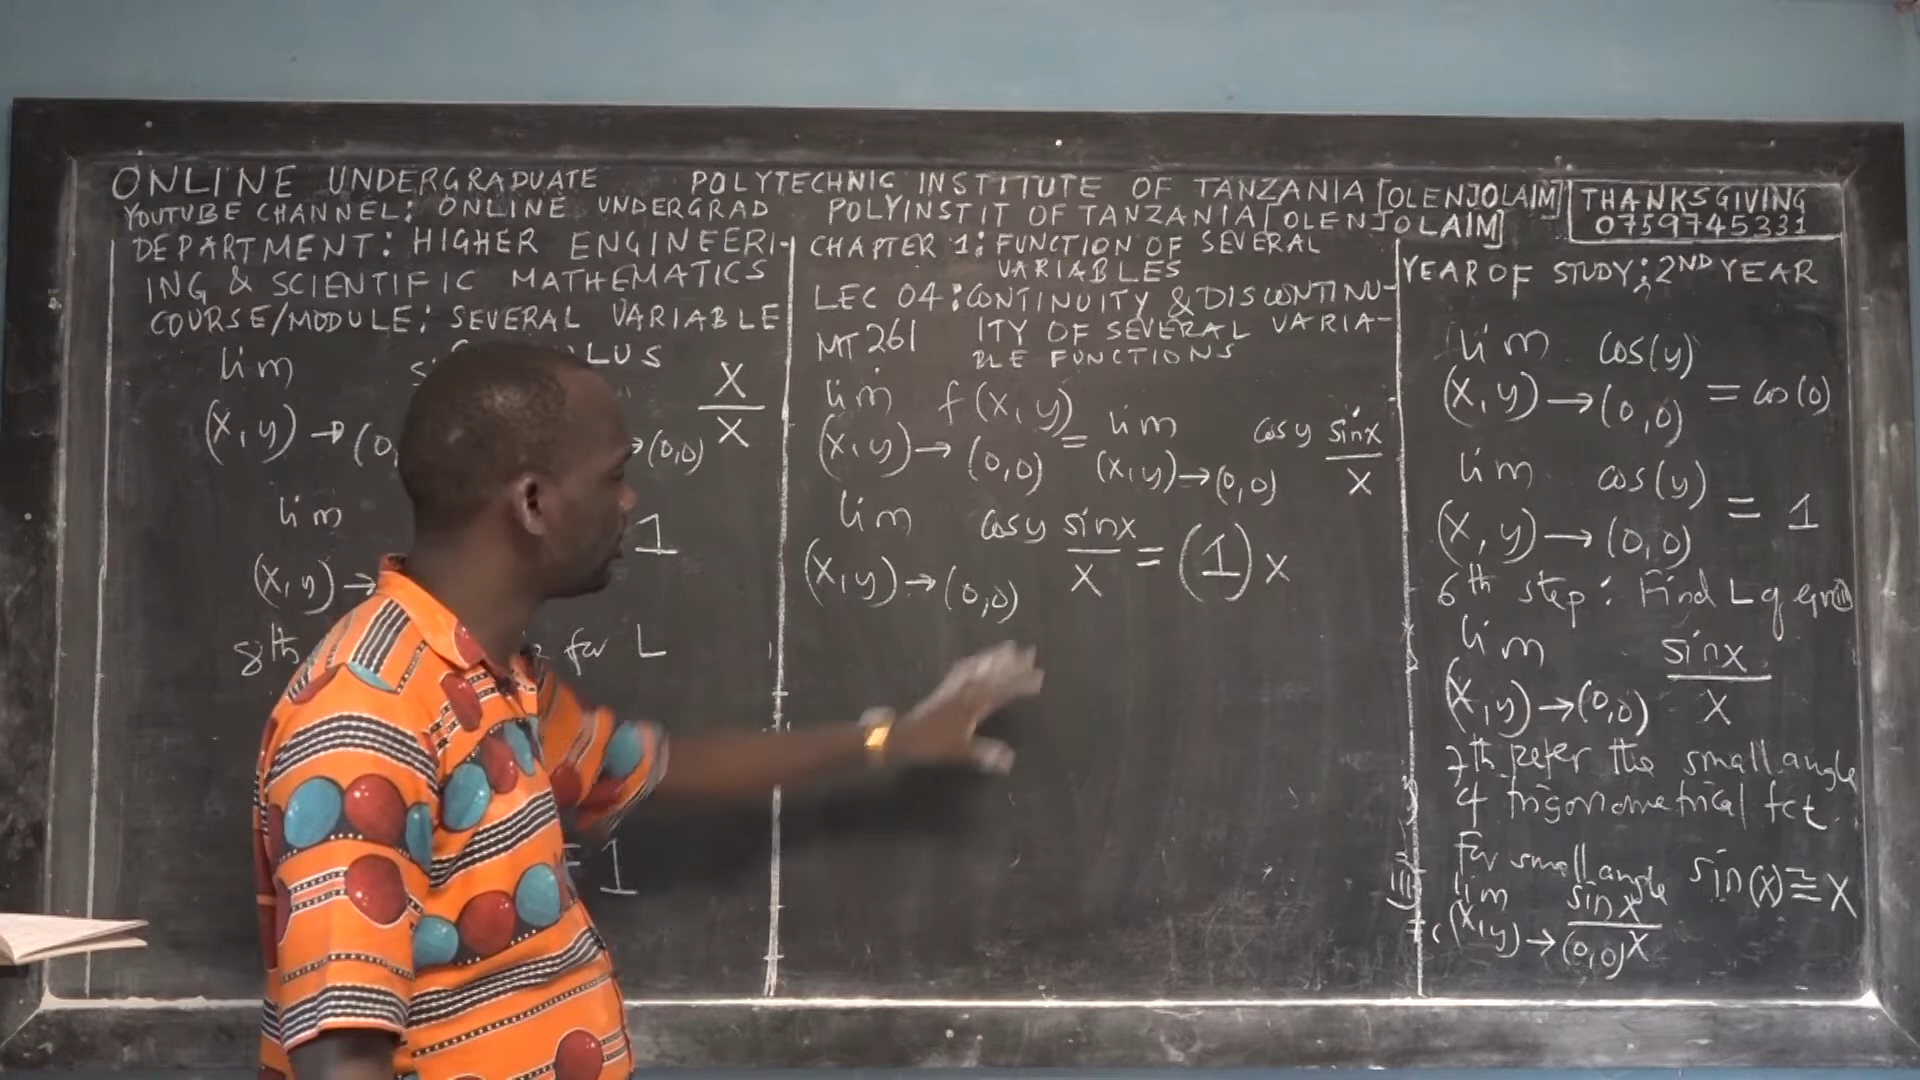 ONLINE UNDERGRADUATE POLYTECHNIC INSTITUTE OF TANZANIA [OLENJOLAIM]
YOUTUBE CHANNEL: ONLINE UNDERGRAD POLYINSTIT OF TANZANIA [OLENJOLAIM]
THANKSGIVING
0759745331
DEPARTMENT: HIGHER ENGINEERI-
ING & SCIENTIFIC MATHEMATICS
COURSE/MODULE: SEVERAL VARIABLE
LUS
lim
(x,y) → (0,
→(0,0) x/x
lim
(x,y) → 1
8th for L
= 1
CHAPTER 1: FUNCTION OF SEVERAL
VARIABLES
LEC 04: CONTINUITY & DISCONTINU-
MT 261 ITY OF SEVERAL VARIA-
BLE FUNCTIONS
lim f(x,y) = lim cosy sinx/x
(x,y) → (0,0) (x,y) → (0,0)
lim cosy sinx/x = (1) x
(x,y) → (0,0)
YEAR OF STUDY; 2ND YEAR
lim cos(y)
(x,y) → (0,0) = cos(0)
lim cos(y)
(x,y) → (0,0) = 1
6th step: Find L of eqn(iii)
lim sinx/x
(x,y) → (0,0)
7th refer the small angle
of trigonometrical fct
For small angle sin(x) ≅ x
lim sinx/x
(x,y) → (0,0)